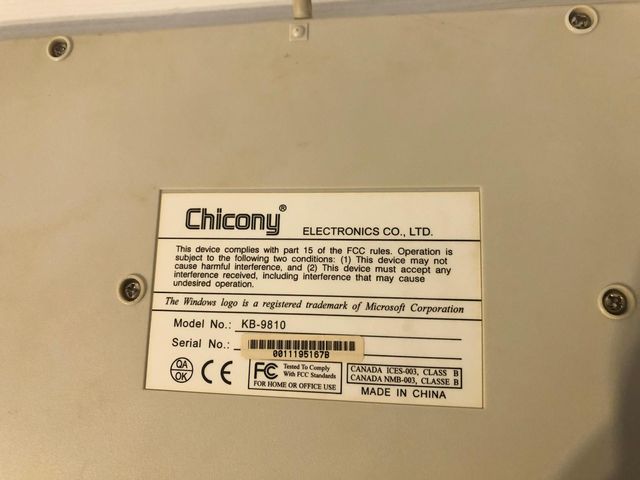 Chicony® ELECTRONICS CO., LTD.
This device complies with part 15 of the FCC rules. Operation is
subject to the following two conditions: (1) This device may not
cause harmful interference, and (2) This device must accept any
interference received, including interference that may cause
undesired operation.
The Windows logo is a registered trademark of Microsoft Corporation
Model No.: KB-9810
Serial No.:
0011195167B
QA
OK
CE
FC Tested To Comply
With FCC Standards
FOR HOME OR OFFICE USE
CANADA ICES-003, CLASS B
CANADA NMB-003, CLASSE B
MADE IN CHINA